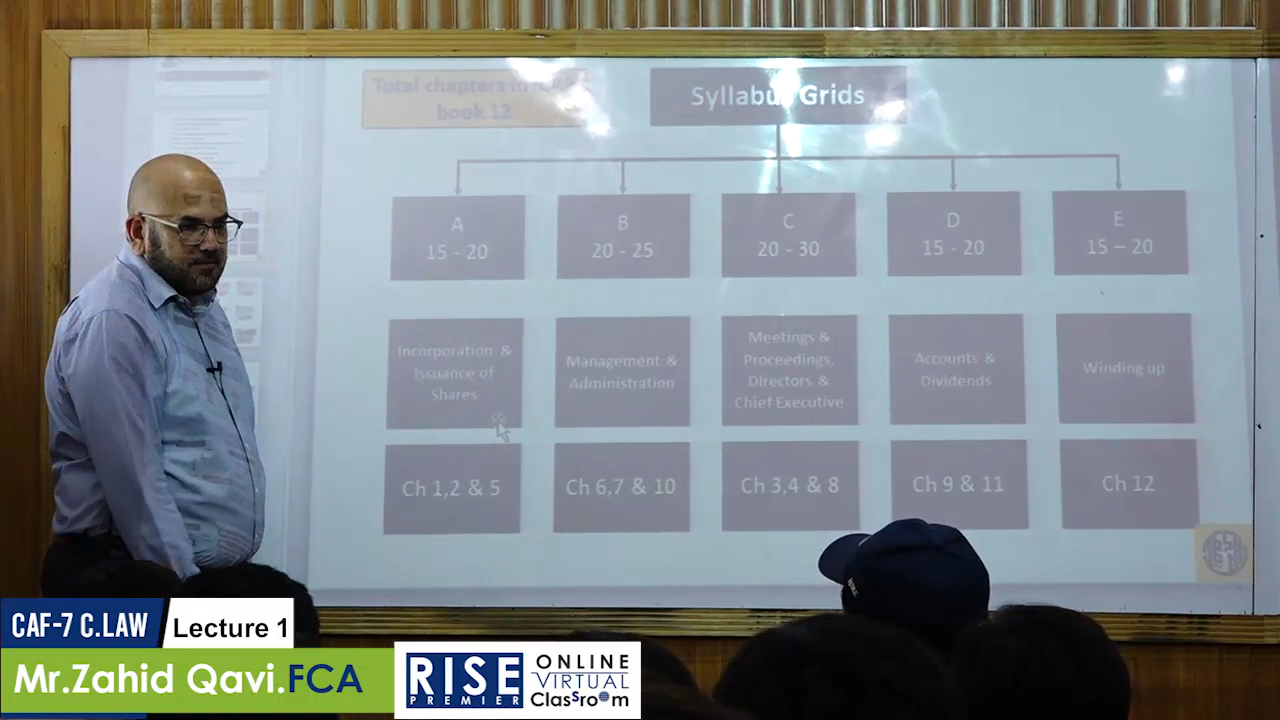 Total chapters in
book 12
Syllabus Grids
A
15 - 20
B
20 - 25
C
20 - 30
D
15 - 20
E
15 – 20
Incorporation &
Issuance of
Shares
Management &
Administration
Meetings &
Proceedings,
Directors &
Chief Executive
Accounts &
Dividends
Winding up
Ch 1,2 & 5
Ch 6,7 & 10
Ch 3,4 & 8
Ch 9 & 11
Ch 12
CAF-7 C.LAW
Lecture 1
Mr.Zahid Qavi.FCA
RISE
PREMIER
ONLINE
VIRTUAL
Classroom